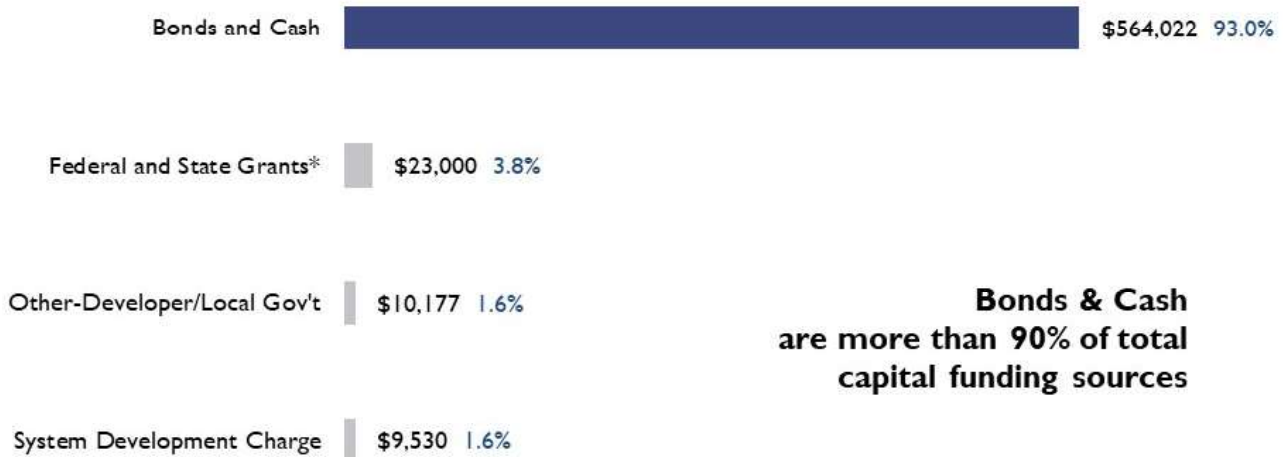 Bonds and Cash $564,022 93.0%
Federal and State Grants* $23,000 3.8%
Other-Developer/Local Gov't $10,177 1.6%
Bonds & Cash
are more than 90% of total
capital funding sources
System Development Charge $9,530 1.6%